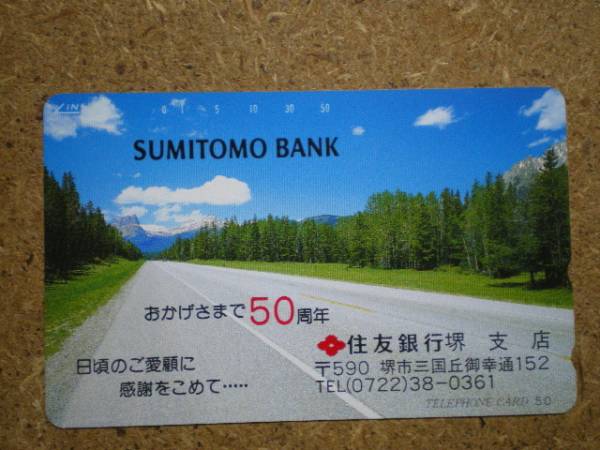 IN
0 1 5 10 30 50
SUMITOMO BANK
おかげさまで50周年
日頃のご愛顧に
感謝をこめて・・・・・
住友銀行堺 支 店
〒590 堺市三国丘御幸通152
TEL(0722)38-0361
TELEPHONE CARD 50